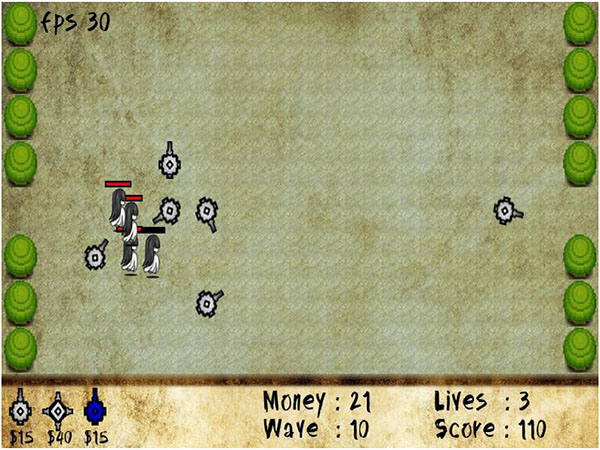 fps 30
Money : 21
Lives : 3
Wave : 10
Score : 110
$15 $40 $15